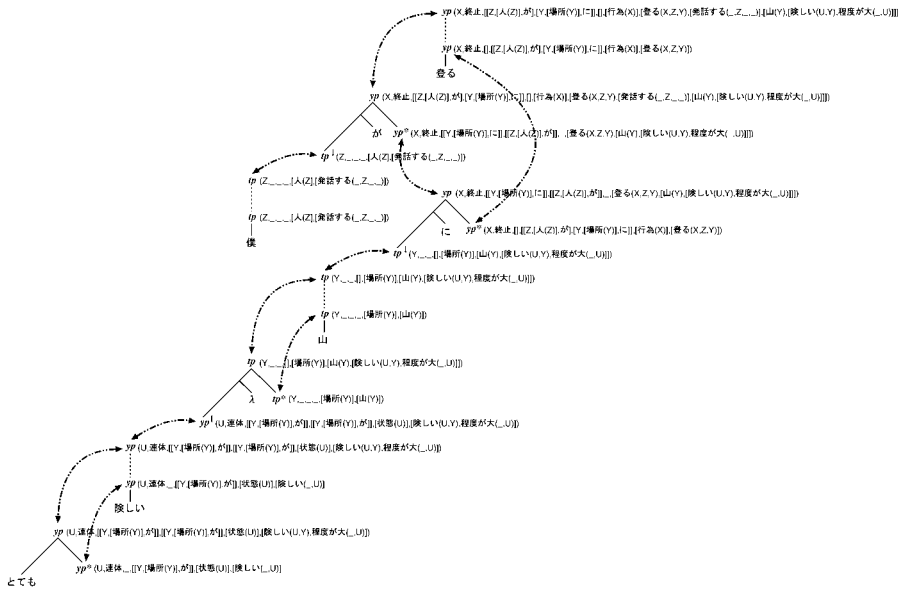 yp (X,終止,[[Z,[人(Z)],が],[Y,[場所(Y)],に]],[],[行為(X)],[登る(X,Z,Y),[発話する(_,Z,_,_)],[山(Y),[険しい(U,Y),程度が大(_,U)]]])
yp (X,終止,[],[[Z,[人(Z)],が],[Y,[場所(Y)],に]],[行為(X)],[登る(X,Z,Y)])
登る
yp (X,終止,[[Z,[人(Z)],が],[Y,[場所(Y)],に]],[],[行為(X)],[登る(X,Z,Y),[発話する(_,Z,_,_)],[山(Y),[険しい(U,Y),程度が大(_,U)]]])
が
yp* (X,終止,[[Y,[場所(Y)],に]],[[Z,[人(Z)],が]],_,[登る(X,Z,Y),[山(Y),[険しい(U,Y),程度が大(_,U)]]])
tp↓ (Z,_,_,_,[人(Z)],[発話する(_,Z,_,_)])
tp (Z,_,_,_,[人(Z)],[発話する(_,Z,_,_)])
yp (X,終止,[[Y,[場所(Y)],に]],[[Z,[人(Z)],が]],_,[登る(X,Z,Y),[山(Y),[険しい(U,Y),程度が大(_,U)]]])
tp (Z,_,_,_,[人(Z)],[発話する(_,Z,_,_)])
僕
に
yp* (X,終止,[],[[Z,[人(Z)],が],[Y,[場所(Y)],に]],[行為(X)],[登る(X,Z,Y)])
tp↓ (Y,_,_,[],[場所(Y)],[山(Y),[険しい(U,Y),程度が大(_,U)]])
tp (Y,_,_,[],[場所(Y)],[山(Y),[険しい(U,Y),程度が大(_,U)]])
tp (Y,_,_,_,[場所(Y)],[山(Y)])
山
tp (Y,_,_,[],[場所(Y)],[山(Y),[険しい(U,Y),程度が大(_,U)]])
λ
tp* (Y,_,_,_,[場所(Y)],[山(Y)])
yp↓ (U,連体,[[Y,[場所(Y)],が]],[[Y,[場所(Y)],が]],[状態(U)],[険しい(U,Y),程度が大(_,U)])
yp (U,連体,[[Y,[場所(Y)],が]],[[Y,[場所(Y)],が]],[状態(U)],[険しい(U,Y),程度が大(_,U)])
yp (U,連体,_,[[Y,[場所(Y)],が]],[状態(U)],[険しい(_,U)])
険しい
yp (U,連体,[[Y,[場所(Y)],が]],[[Y,[場所(Y)],が]],[状態(U)],[険しい(U,Y),程度が大(_,U)])
とても
yp* (U,連体,_,[[Y,[場所(Y)],が]],[状態(U)],[険しい(_,U)])